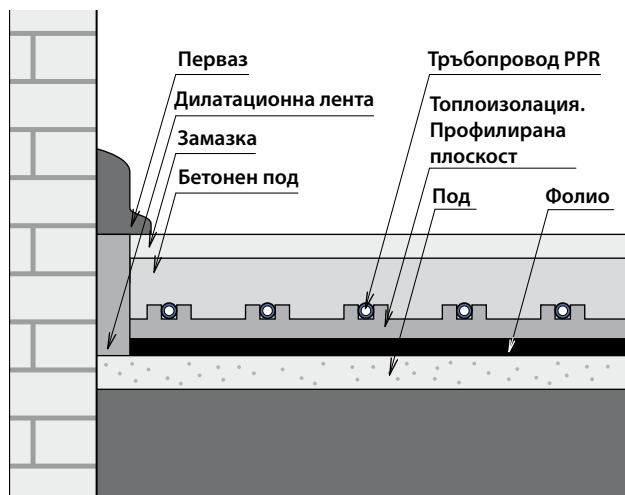 Перваз
Дилатационна лента
Замазка
Бетонен под
Тръбопровод PPR
Топлоизолация.
Профилирана
плоскост
Под
Фолио